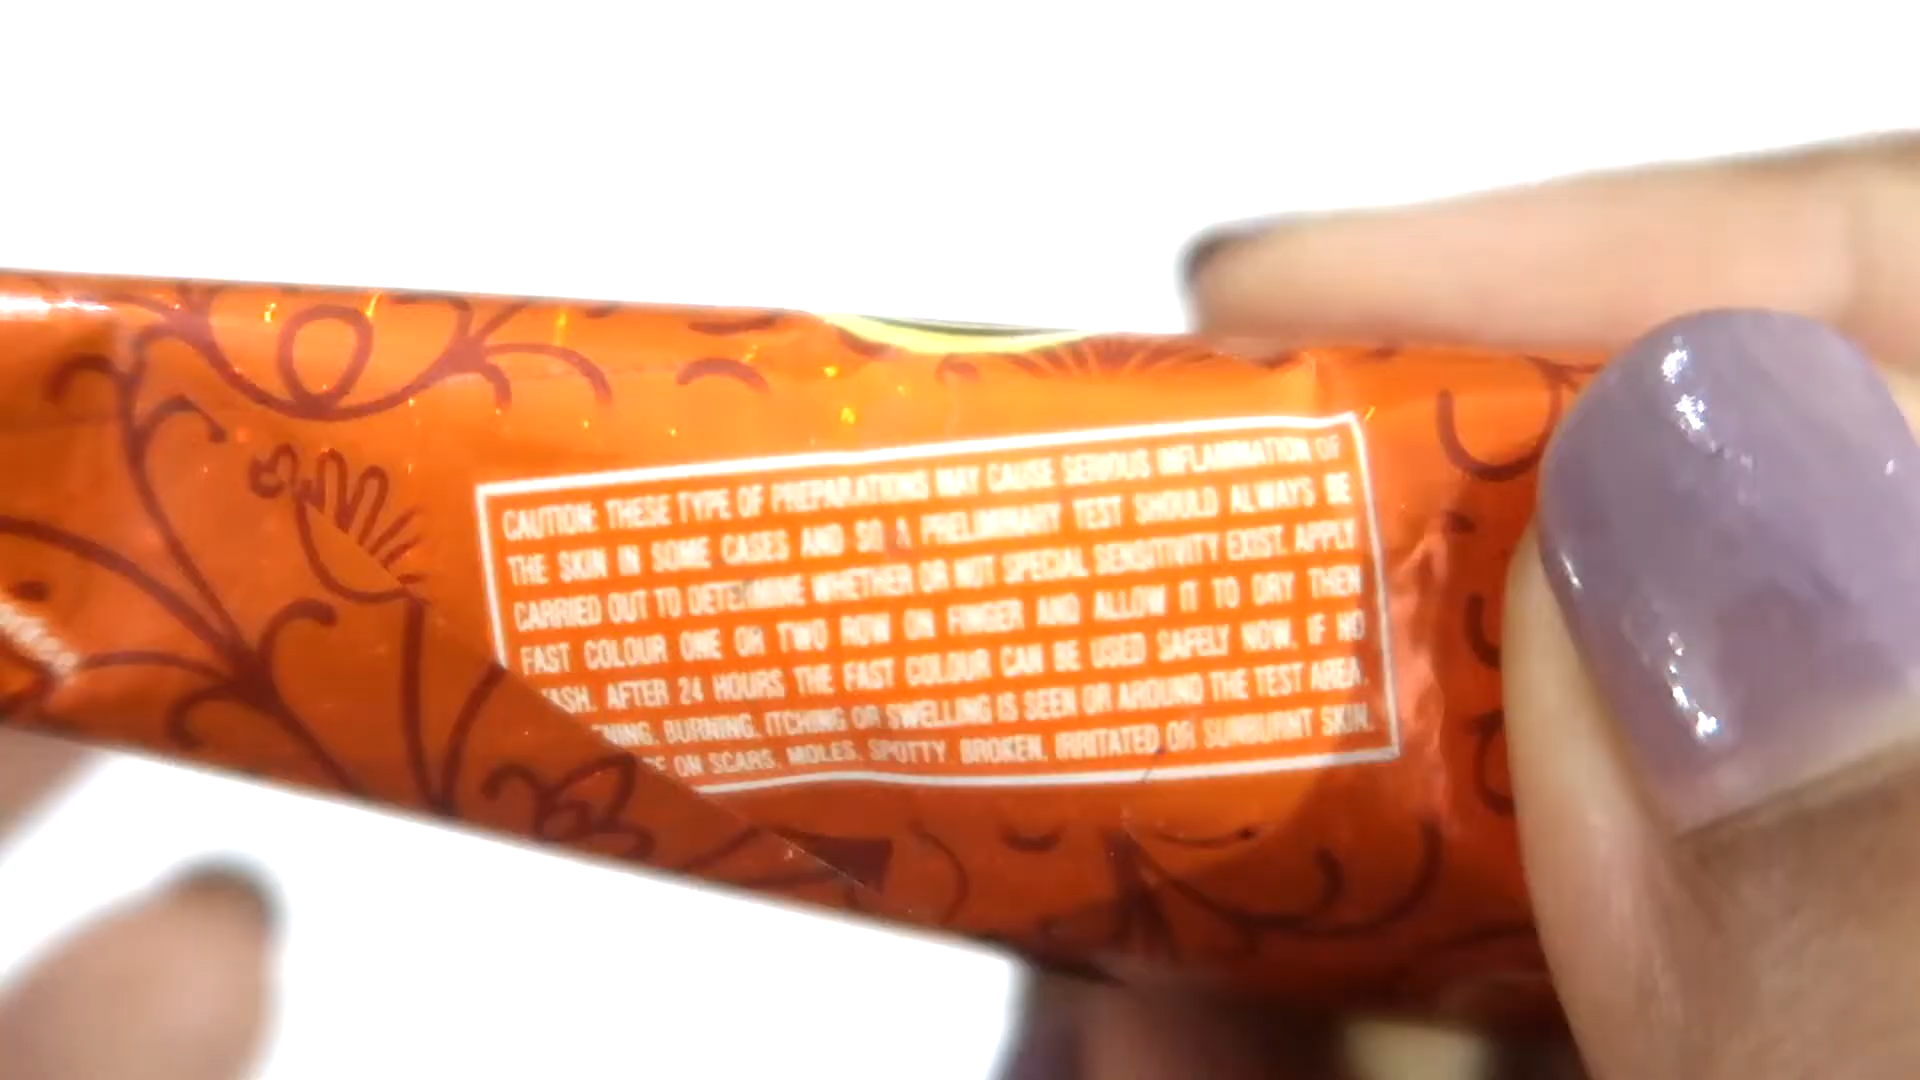 CAUTION: THESE TYPE OF PREPARATIONS MAY CAUSE SERIOUS INFLAMMATION OF
THE SKIN IN SOME CASES AND SO A PRELIMINARY TEST SHOULD ALWAYS BE
CARRIED OUT TO DETERMINE WHETHER OR NOT SPECIAL SENSITIVITY EXIST. APPLY
FAST COLOUR ONE OR TWO ROW ON FINGER AND ALLOW IT TO DRY THEN
ASH. AFTER 24 HOURS THE FAST COLOUR CAN BE USED SAFELY NOW, IF NO
NING, BURNING, ITCHING OR SWELLING IS SEEN OR AROUND THE TEST AREA.
ON SCARS, MOLES, SPOTTY, BROKEN, IRRITATED OR SUNBURNT SKIN.